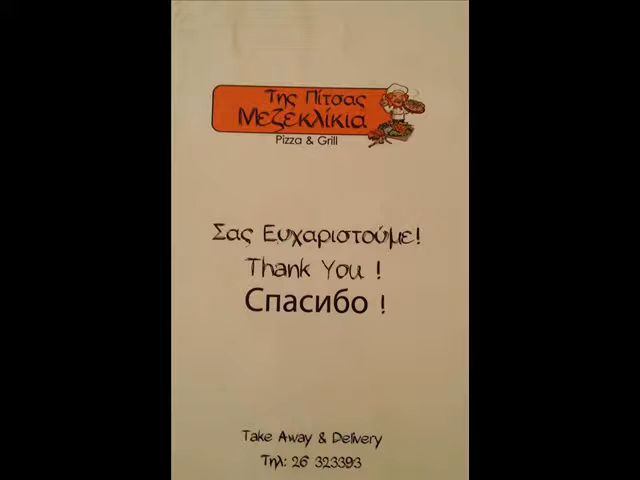 Της Πίτσας
Μεζεκλίκια
Pizza & Grill
Σας Ευχαριστούμε!
Thank You !
Спасибо !
Take Away & Delivery
Τηλ: 26 323393